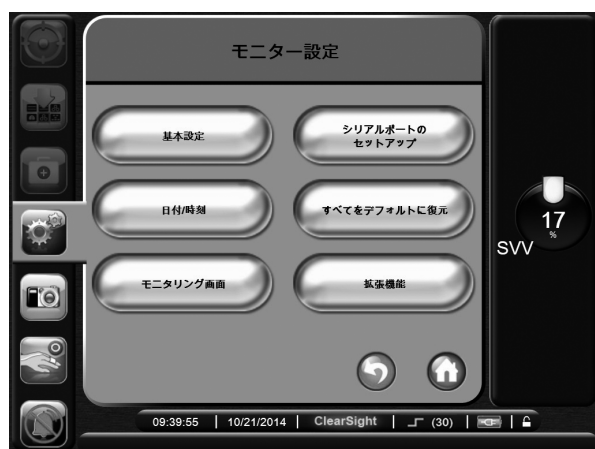 モニター設定
基本設定
シリアルポートの
セットアップ
日付/時刻
すべてをデフォルトに復元
モニタリング画面
拡張機能
17
%
SVV
09:39:55
10/21/2014
ClearSight
(30)